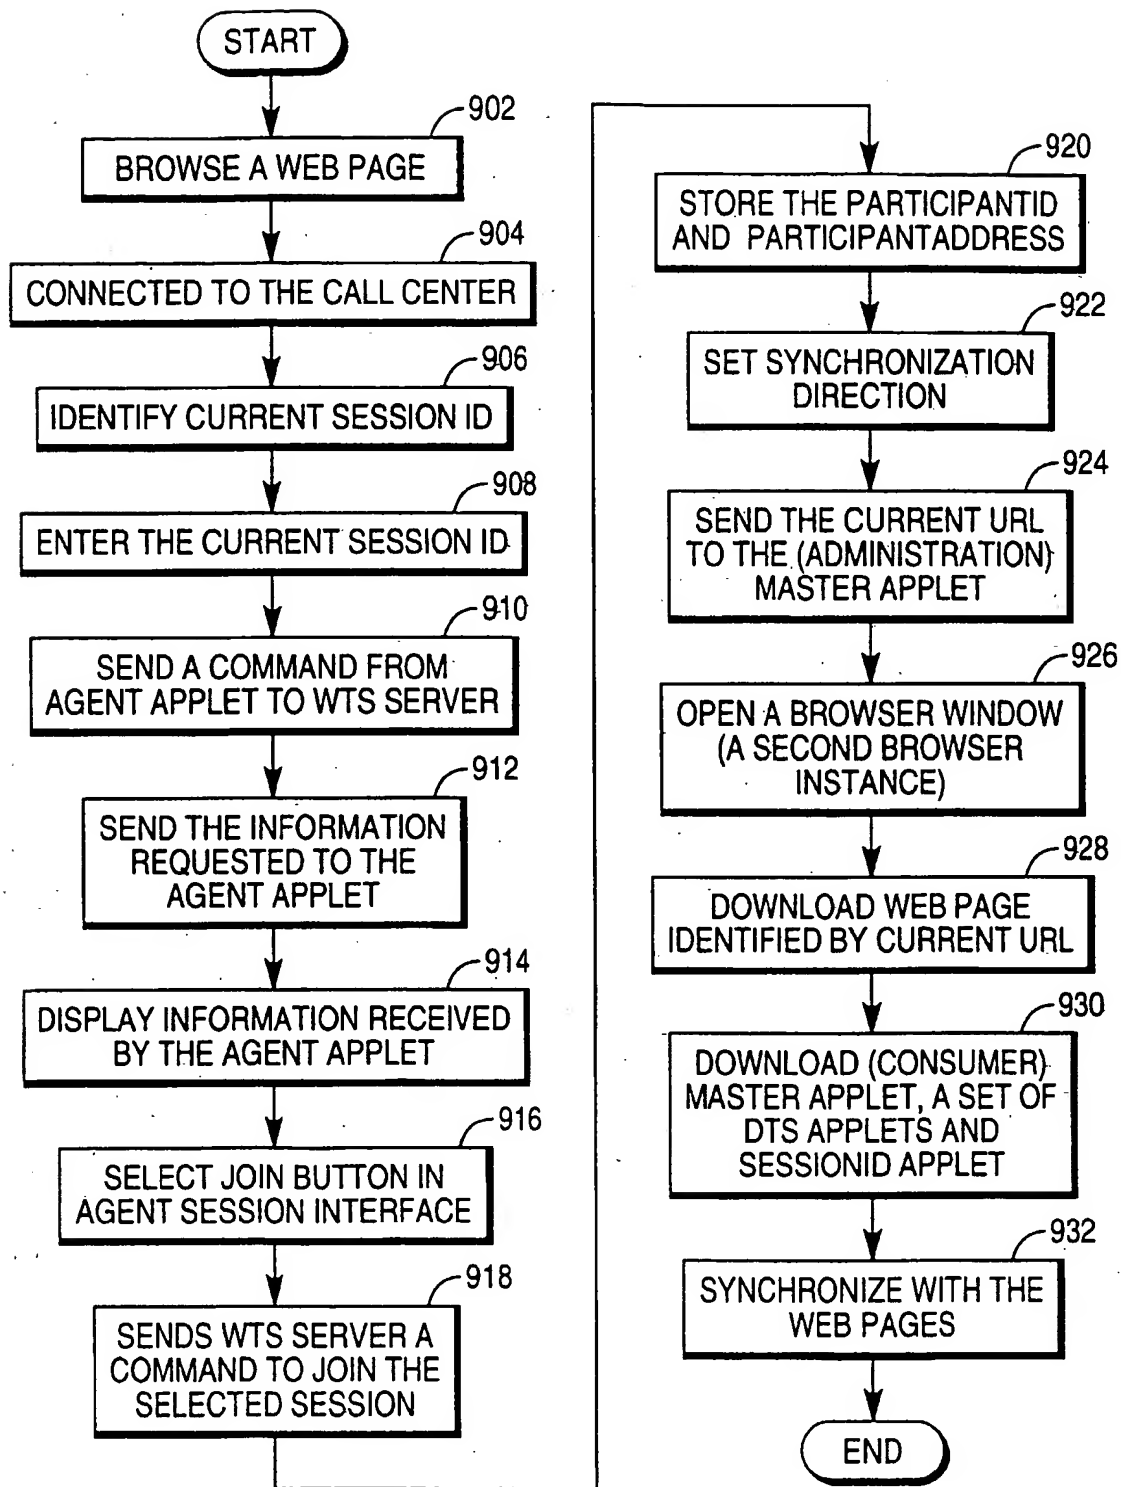 START
902
BROWSE A WEB PAGE
904
CONNECTED TO THE CALL CENTER
906
IDENTIFY CURRENT SESSION ID
908
ENTER THE CURRENT SESSION ID
910
SEND A COMMAND FROM
AGENT APPLET TO WTS SERVER
912
SEND THE INFORMATION
REQUESTED TO THE
AGENT APPLET
914
DISPLAY INFORMATION RECEIVED
BY THE AGENT APPLET
916
SELECT JOIN BUTTON IN
AGENT SESSION INTERFACE
918
SENDS WTS SERVER A
COMMAND TO JOIN THE
SELECTED SESSION
920
STORE THE PARTICIPANTID
AND PARTICIPANTADDRESS
922
SET SYNCHRONIZATION
DIRECTION
924
SEND THE CURRENT URL
TO THE (ADMINISTRATION)
MASTER APPLET
926
OPEN A BROWSER WINDOW
(A SECOND BROWSER
INSTANCE)
928
DOWNLOAD WEB PAGE
IDENTIFIED BY CURRENT URL
930
DOWNLOAD (CONSUMER)
MASTER APPLET, A SET OF
DTS APPLETS AND
SESSIONID APPLET
932
SYNCHRONIZE WITH THE
WEB PAGES
END